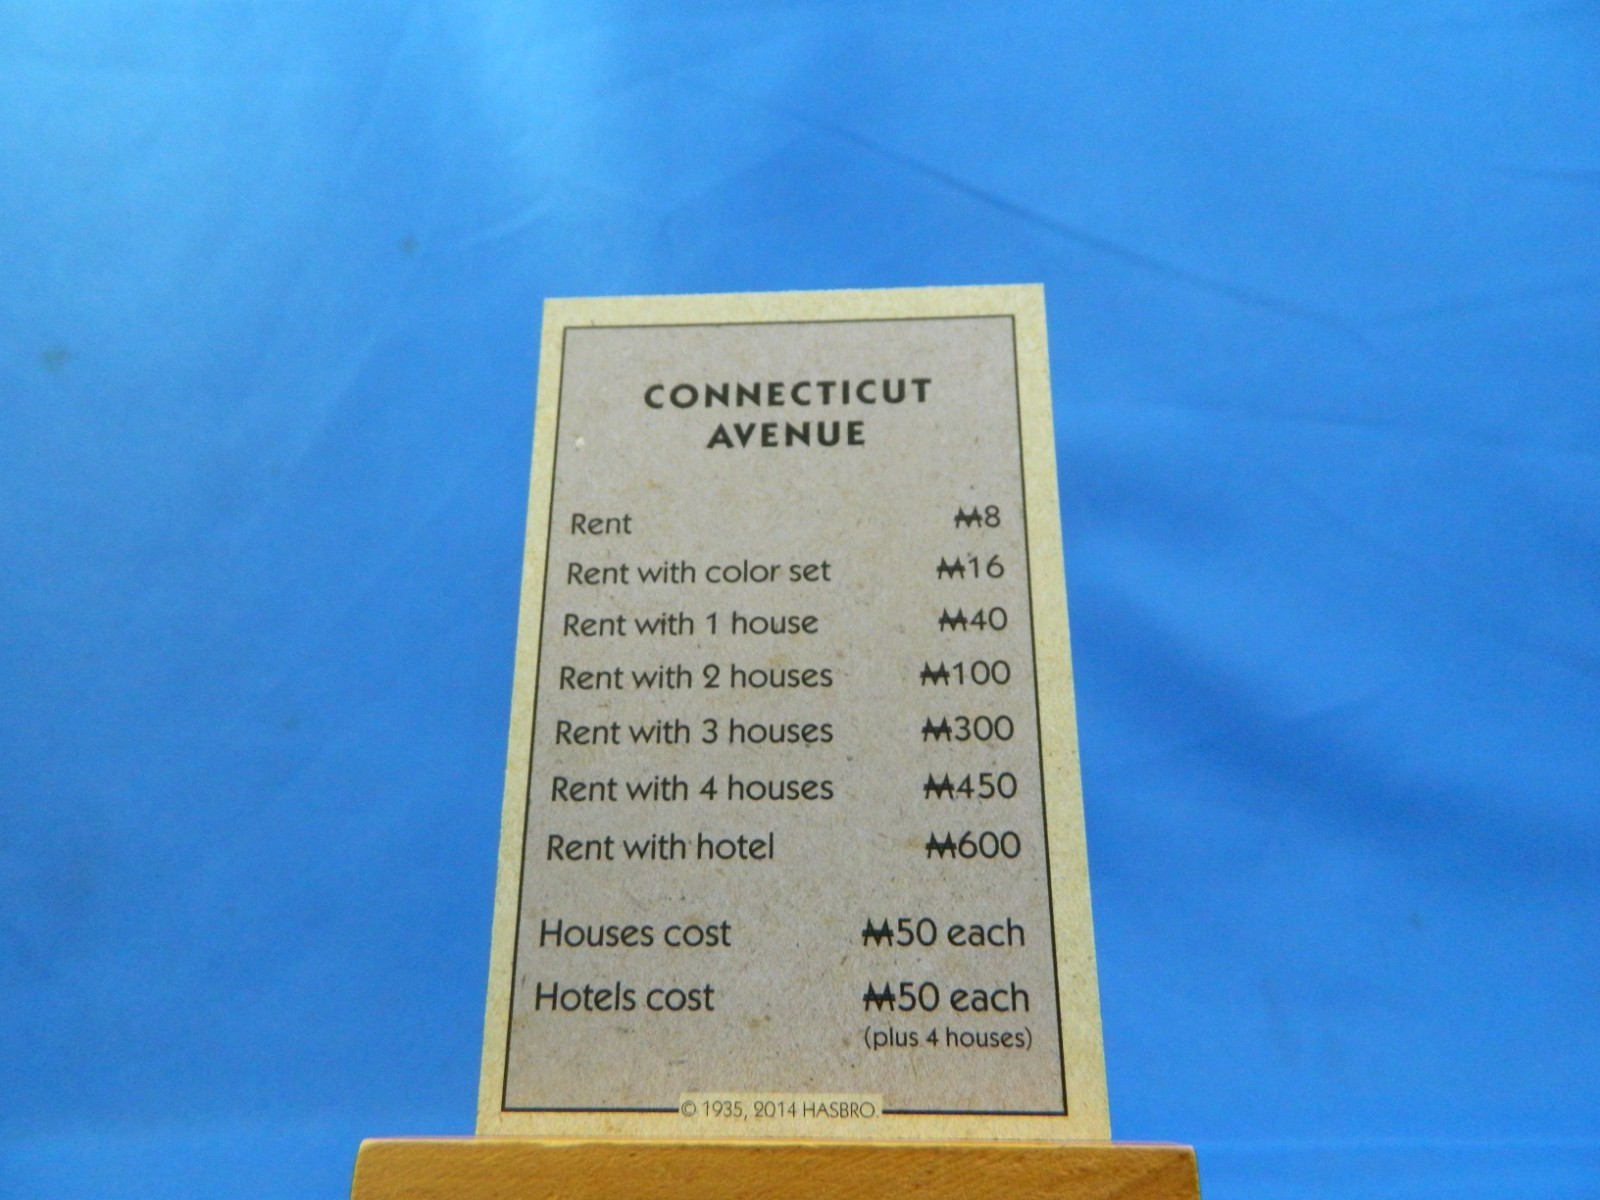 CONNECTICUT
AVENUE
Rent ₩8
Rent with color set ₩16
Rent with 1 house ₩40
Rent with 2 houses ₩100
Rent with 3 houses ₩300
Rent with 4 houses ₩450
Rent with hotel ₩600
Houses cost ₩50 each
Hotels cost ₩50 each
(plus 4 houses)
© 1935, 2014 HASBRO.